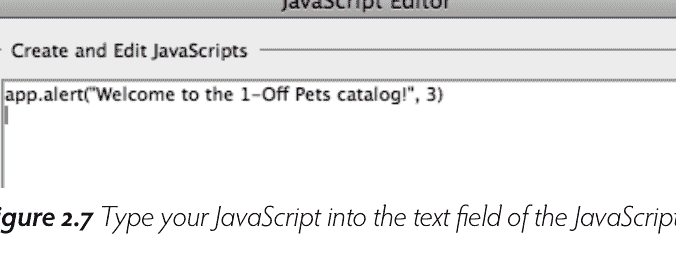 JavaScript Editor
Create and Edit JavaScripts
app.alert("Welcome to the 1-Off Pets catalog!", 3)
igure 2.7 Type your JavaScript into the text field of the JavaScript